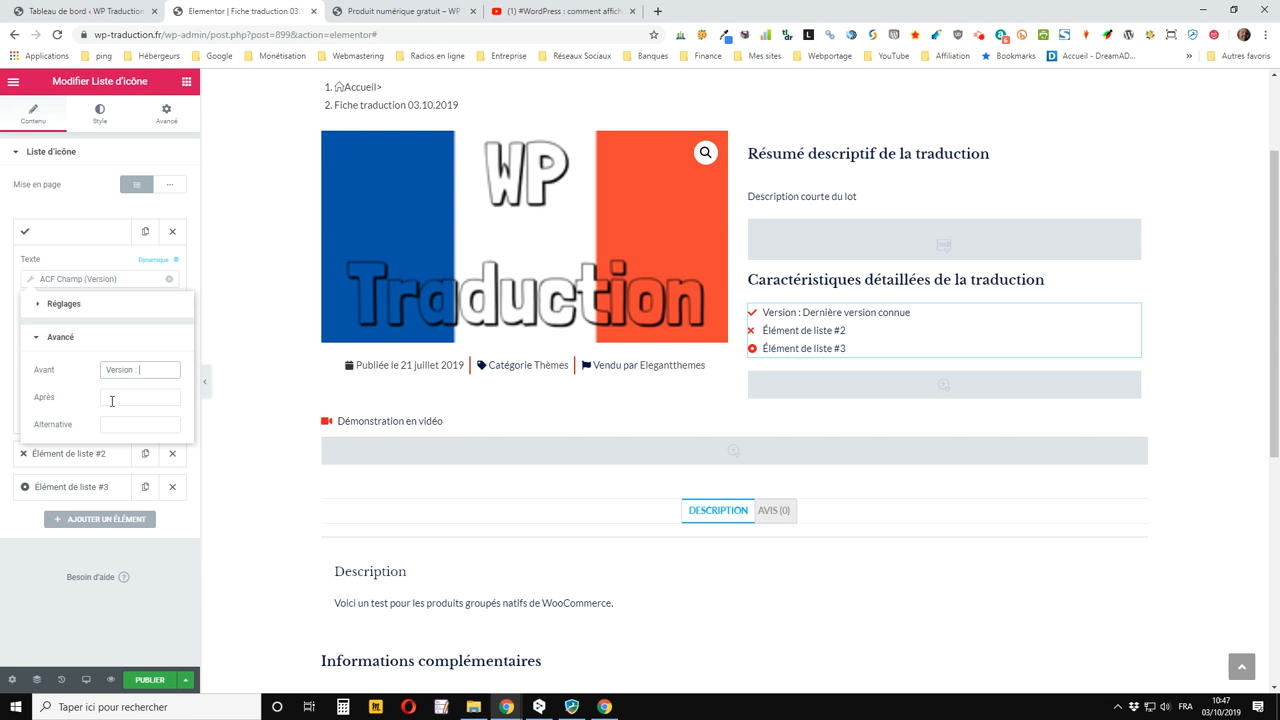 Tableau de bord ‹ WP Traduction
Elementor | Fiche traduction 03.1
Produit numérique gratuit – WP
(1) #WordPress : comment affich
wp-traduction.fr/wp-admin/post.php?post=899&action=elementor#
Applications
ping
Hébergeurs
Google
Monétisatiôn
Webmastering
Radios en ligne
Entreprise
Réseaux Sociaux
Banques
Finance
Mes sites
Webportage
YouTube
Affiliation
Bookmarks
Accueil - DreamAD...
»
Autres favoris
Modifier Liste d'icône
Contenu
Style
Avancé
Liste d'icône
Mise en page
Texte
Dynamique
ACF Champ (Version)
Réglages
Avancé
Avant
Version :
Après
Alternative
Élément de liste #2
Élément de liste #3
+ AJOUTER UN ÉLÉMENT
Besoin d'aide ?
PUBLIER
1. Accueil>
2. Fiche traduction 03.10.2019
WP
Traduction
Publiée le 21 juillet 2019
Catégorie Thèmes
Vendu par Elegantthemes
Résumé descriptif de la traduction
Description courte du lot
Caractéristiques détaillées de la traduction
Version : Dernière version connue
Élément de liste #2
Élément de liste #3
Démonstration en vidéo
DESCRIPTION
AVIS (0)
Description
Voici un test pour les produits groupés natifs de WooCommerce.
Informations complémentaires
Taper ici pour rechercher
FRA
10:47
03/10/2019